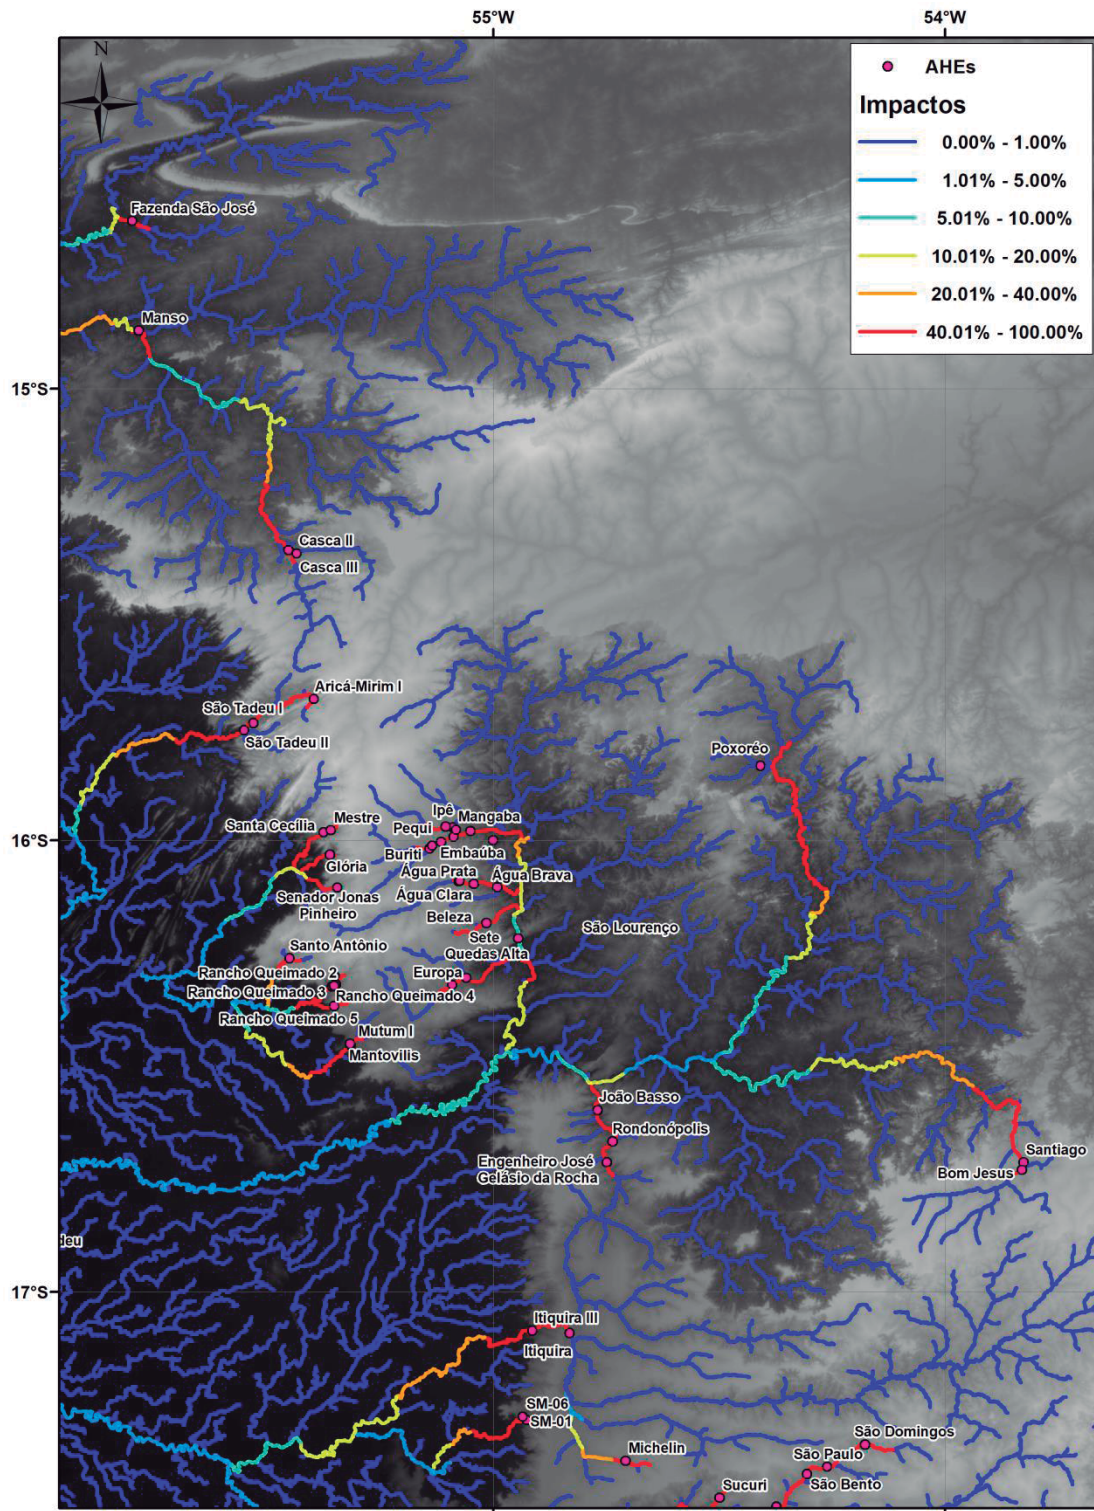 55°W
54°W
N
AHEs
Impactos
0.00% - 1.00%
1.01% - 5.00%
5.01% - 10.00%
10.01% - 20.00%
20.01% - 40.00%
40.01% - 100.00%
Fazenda São José
Manso
15°S
Casca II
Casca III
Aricá-Mirim I
São Tadeu I
São Tadeu II
Poxoréo
Ipê
Mestre
Mangaba
Santa Cecília
Pequi
16°S
Buriti
Embaúba
Glória
Água Prata
Água Brava
Água Clara
Senador Jonas
Pinheiro
Beleza
São Lourenço
Sete
Quedas Alta
Santo Antônio
Europa
Rancho Queimado 2
Rancho Queimado 3
Rancho Queimado 4
Rancho Queimado 5
Mutum I
Mantovilis
João Basso
Rondonópolis
Santiago
Engenheiro José
Gelásio da Rocha
Bom Jesus
deu
17°S
Itiquira III
Itiquira
SM-06
SM-01
São Domingos
Michelin
São Paulo
São Bento
Sucuri